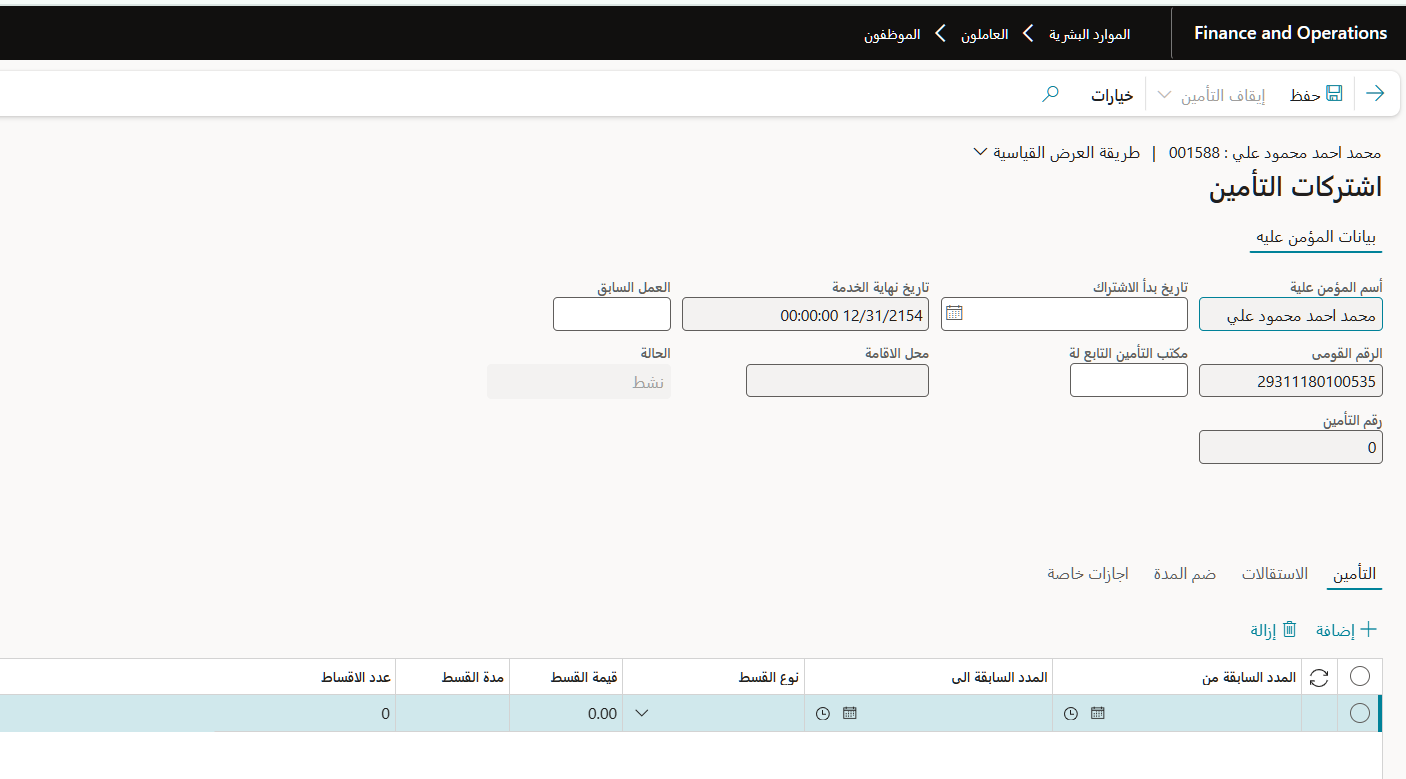 Finance and Operations
الموارد البشرية
العاملون
الموظفون
حفظ
إيقاف التأمين
خيارات
محمد احمد محمود علي : 001588 | طريقة العرض القياسية
اشتركات التأمين
بيانات المؤمن عليه
أسم المؤمن علية
تاريخ بدأ الاشتراك
تاريخ نهاية الخدمة
العمل السابق
محمد احمد محمود علي
12/31/2154 00:00:00
الرقم القومى
مكتب التأمين التابع لة
محل الاقامة
الحالة
29311180100535
نشط
رقم التأمين
0
التأمين
الاستقالات
ضم المدة
اجازات خاصة
إضافة
إزالة
المدد السابقة من
المدد السابقة الى
نوع القسط
قيمة القسط
مدة القسط
عدد الاقساط
0.00
0